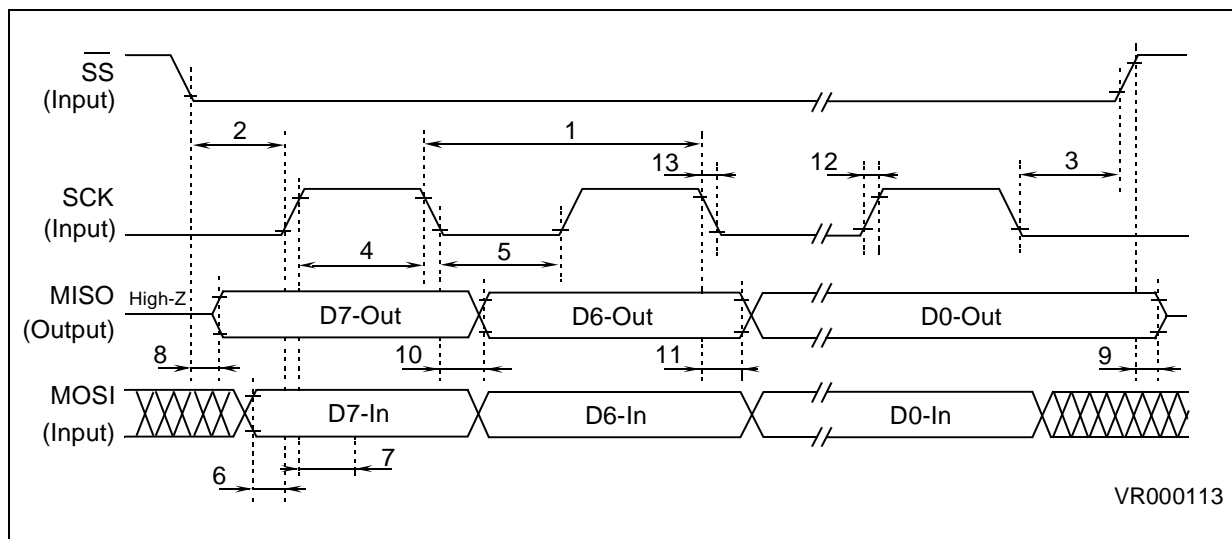 SS
(Input)
2
1
13
12
3
SCK
(Input)
4
5
MISO
(Output)
High-Z
D7-Out
D6-Out
D0-Out
8
10
11
9
MOSI
(Input)
D7-In
D6-In
D0-In
7
6
VR000113